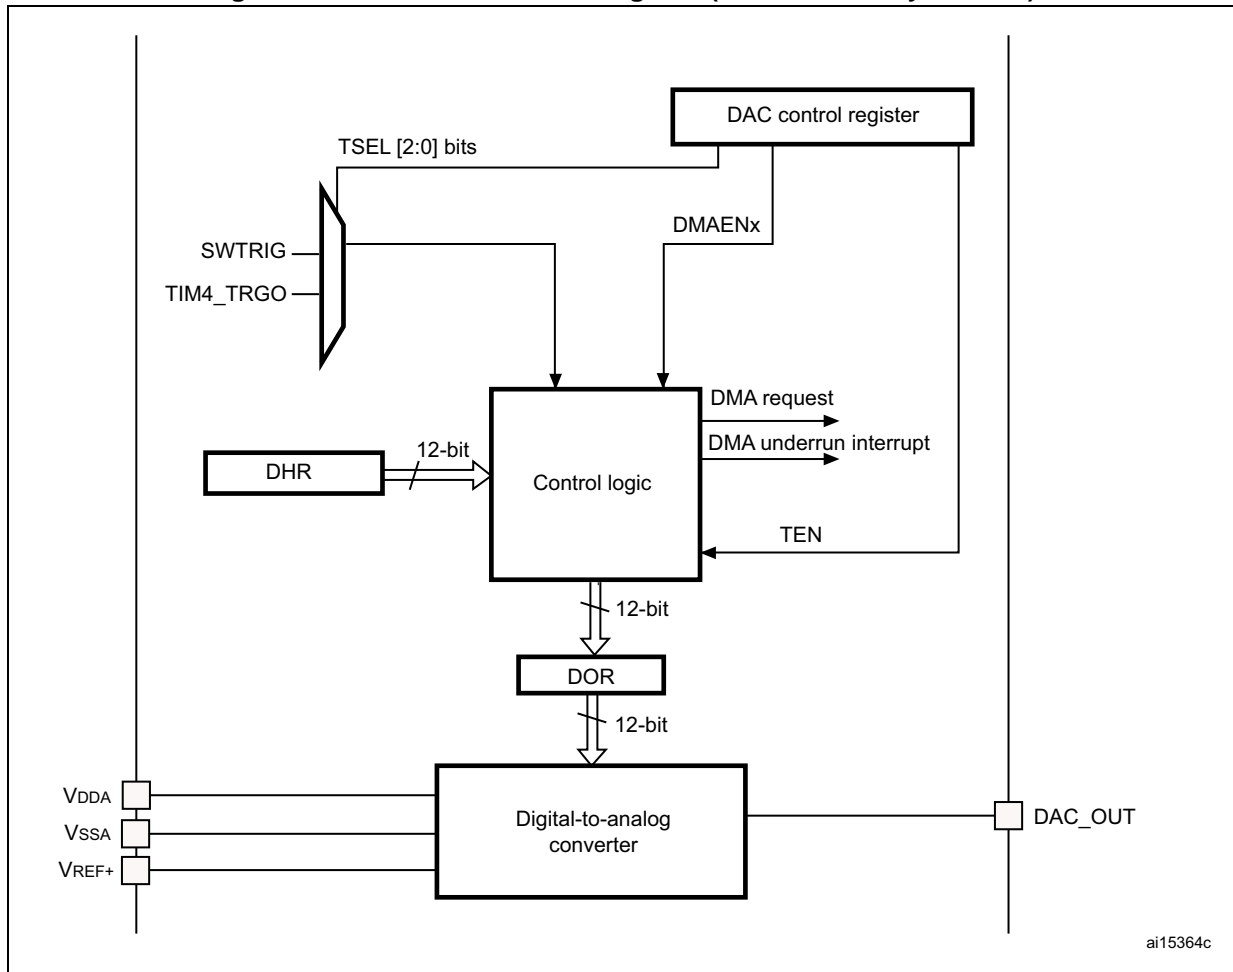 DAC control register
TSEL [2:0] bits
DMAENx
SWTRIG
TIM4_TRGO
DMA request
DMA underrun interrupt
12-bit
DHR
Control logic
TEN
12-bit
DOR
12-bit
VDDA
VSSA
VREF+
Digital-to-analog
converter
DAC_OUT
ai15364c